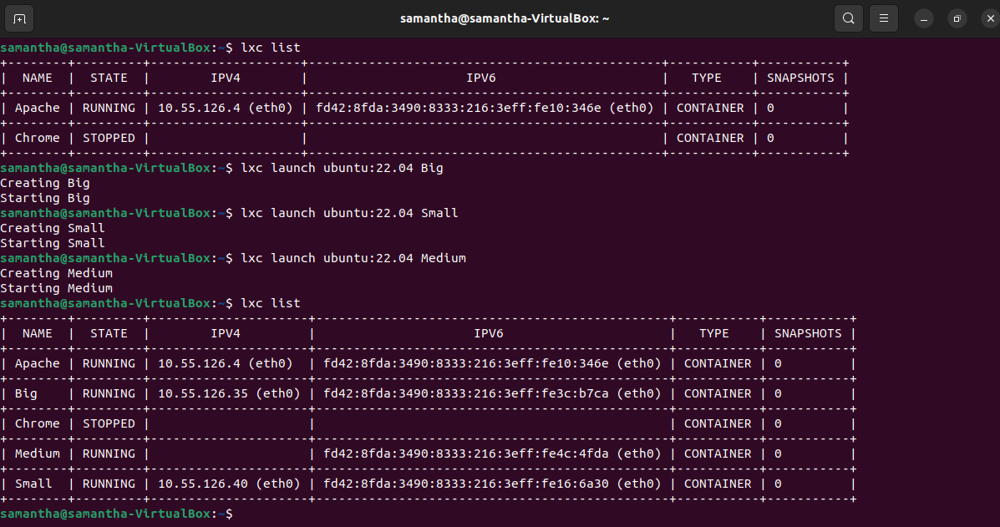 samantha@samantha-VirtualBox: ~
samantha@samantha-VirtualBox:~$ lxc list
+--------+---------+--------------------+-----------------------------------------------+-----------+-----------+
|  NAME  |  STATE  |        IPV4        |                     IPV6                      |   TYPE    | SNAPSHOTS |
+--------+---------+--------------------+-----------------------------------------------+-----------+-----------+
| Apache | RUNNING | 10.55.126.4 (eth0) | fd42:8fda:3490:8333:216:3eff:fe10:346e (eth0) | CONTAINER | 0         |
+--------+---------+--------------------+-----------------------------------------------+-----------+-----------+
| Chrome | STOPPED |                    |                                               | CONTAINER | 0         |
+--------+---------+--------------------+-----------------------------------------------+-----------+-----------+
samantha@samantha-VirtualBox:~$ lxc launch ubuntu:22.04 Big
Creating Big
Starting Big
samantha@samantha-VirtualBox:~$ lxc launch ubuntu:22.04 Small
Creating Small
Starting Small
samantha@samantha-VirtualBox:~$ lxc launch ubuntu:22.04 Medium
Creating Medium
Starting Medium
samantha@samantha-VirtualBox:~$ lxc list
+--------+---------+---------------------+-----------------------------------------------+-----------+-----------+
|  NAME  |  STATE  |        IPV4         |                     IPV6                      |   TYPE    | SNAPSHOTS |
+--------+---------+---------------------+-----------------------------------------------+-----------+-----------+
| Apache | RUNNING | 10.55.126.4 (eth0)  | fd42:8fda:3490:8333:216:3eff:fe10:346e (eth0) | CONTAINER | 0         |
+--------+---------+---------------------+-----------------------------------------------+-----------+-----------+
| Big    | RUNNING | 10.55.126.35 (eth0) | fd42:8fda:3490:8333:216:3eff:fe3c:b7ca (eth0) | CONTAINER | 0         |
+--------+---------+---------------------+-----------------------------------------------+-----------+-----------+
| Chrome | STOPPED |                     |                                               | CONTAINER | 0         |
+--------+---------+---------------------+-----------------------------------------------+-----------+-----------+
| Medium | RUNNING |                     | fd42:8fda:3490:8333:216:3eff:fe4c:4fda (eth0) | CONTAINER | 0         |
+--------+---------+---------------------+-----------------------------------------------+-----------+-----------+
| Small  | RUNNING | 10.55.126.40 (eth0) | fd42:8fda:3490:8333:216:3eff:fe16:6a30 (eth0) | CONTAINER | 0         |
+--------+---------+---------------------+-----------------------------------------------+-----------+-----------+
samantha@samantha-VirtualBox:~$